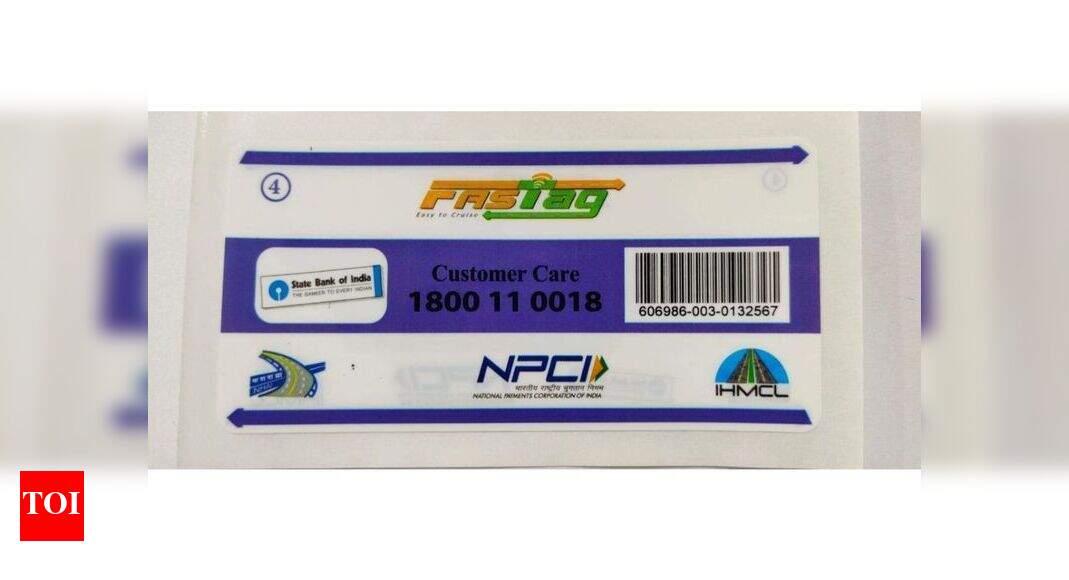 4
FASTag
Easy to Cruise
State Bank of India
THE BANKER TO EVERY INDIAN
Customer Care
1800 11 0018
606986-003-0132567
NHAI
NPCI
भारतीय राष्ट्रीय भुगतान निगम
NATIONAL PAYMENTS CORPORATION OF INDIA
IHMCL
TOI